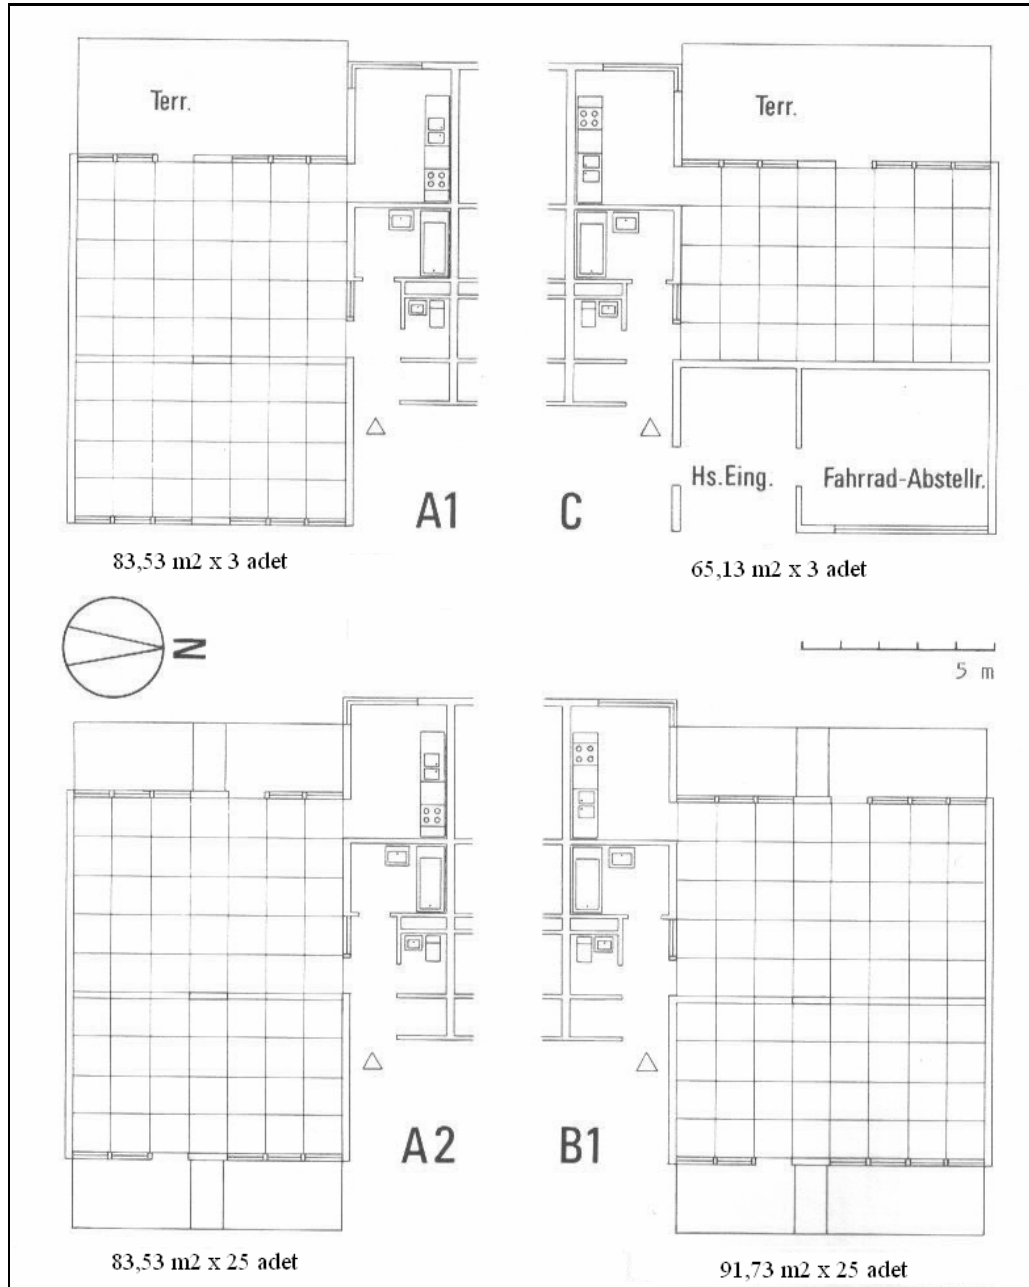 Terr.
Terr.
A1
C
Hs.Eing.
Fahrrad-Abstellr.
83,53 m2 x 3 adet
65,13 m2 x 3 adet
N
5 m
A2
B1
83,53 m2 x 25 adet
91,73 m2 x 25 adet